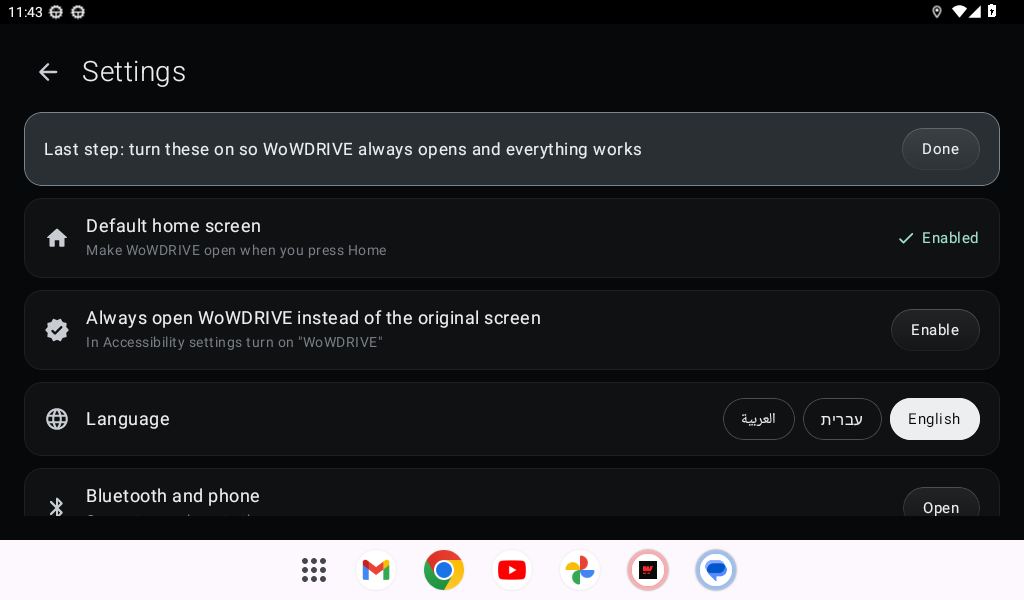 11:43
Settings
Last step: turn these on so WoWDRIVE always opens and everything works
Done
Default home screen
Make WoWDRIVE open when you press Home
Enabled
Always open WoWDRIVE instead of the original screen
In Accessibility settings turn on "WoWDRIVE"
Enable
Language
العربية
עברית
English
Bluetooth and phone
Open